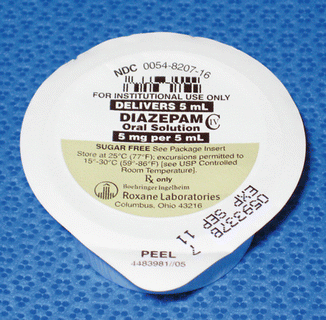 NDC 0054-8207-16
FOR INSTITUTIONAL USE ONLY
DELIVERS 5 mL
DIAZEPAM CIV
Oral Solution
5 mg per 5 mL
SUGAR FREE See Package Insert
Store at 25°C (77°F); excursions permitted to
15°-30°C (59°-86°F) [see USP Controlled
Room Temperature].
Rx only
Boehringer Ingelheim
Roxane Laboratories
Columbus, Ohio 43216
059337B
EXP
SEP 11
PEEL
4483981//05